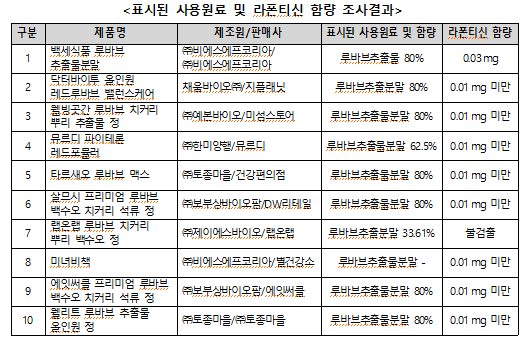 <표시된 사용원료 및 라폰티신 함량 조사결과>
구분 제품명 제조원/판매사 표시된 사용원료 및 함량 라폰티신 함량
1 백세식품 루바브 추출물분말 ㈜비에스에프코리아/ ㈜비에스에프코리아 루바브추출물 80% 0.03 mg
2 닥터바이투 올인원 레드루바브 밸런스케어 채움바이오㈜/지플래닛 루바브추출물분말 80% 0.01 mg 미만
3 웰빙곳간 루바브 치커리 뿌리 추출물 정 ㈜에본바이오/미섬스토어 루바브추출물분말 80% 0.01 mg 미만
4 뮤르디 파이테론 레드포뮬러 ㈜한미양행/뮤르디 루바브추출물분말 62.5% 0.01 mg 미만
5 타르세오 루바브 맥스 ㈜토종마을/건강편의점 루바브추출물분말 80% 0.01 mg 미만
6 살므시 프리미엄 루바브 백수오 치커리 석류 정 ㈜보부상바이오팜/DW리테일 루바브추출물분말 80% 0.01 mg 미만
7 랩온랩 루바브 치커리 뿌리 백수오 정 ㈜제이에스바이오/랩온랩 루바브추출물분말 33.61% 불검출
8 미녀비책 ㈜비에스에프코리아/별건강소 루바브추출물분말 - 0.01 mg 미만
9 에잇써클 프리미엄 루바브 백수오 치커리 석류 정 ㈜보부상바이오팜/에잇써클 루바브추출물분말 80% 0.01 mg 미만
10 웰리트 루바브 추출물 올인원 정 ㈜토종마을/㈜토종마을 루바브추출물분말 80% 0.01 mg 미만